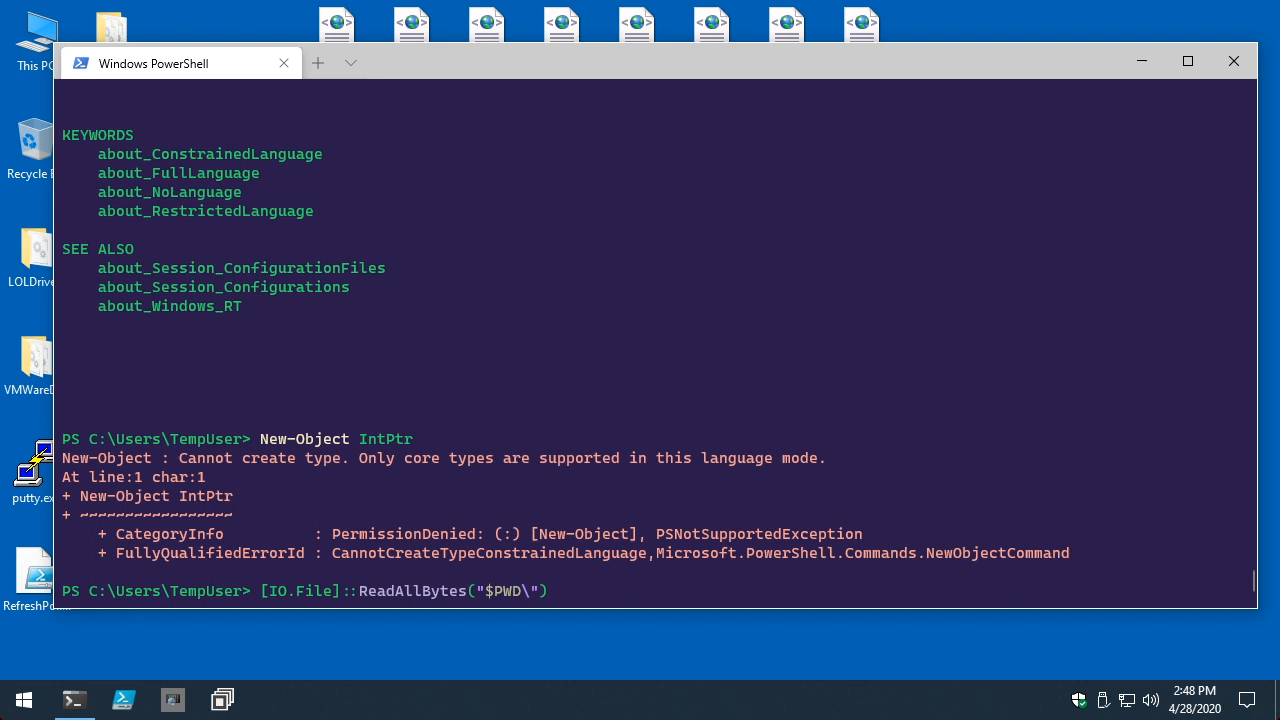 This PC
Windows PowerShell
KEYWORDS
about_ConstrainedLanguage
about_FullLanguage
about_NoLanguage
about_RestrictedLanguage
Recycle
SEE ALSO
about_Session_ConfigurationFiles
about_Session_Configurations
about_Windows_RT
LOLDrive
VMWareD
PS C:\Users\TempUser> New-Object IntPtr
New-Object : Cannot create type. Only core types are supported in this language mode.
At line:1 char:1
+ New-Object IntPtr
+ ~~~~~~~~~~~~~~~~~
+ CategoryInfo          : PermissionDenied: (:) [New-Object], PSNotSupportedException
+ FullyQualifiedErrorId : CannotCreateTypeConstrainedLanguage,Microsoft.PowerShell.Commands.NewObjectCommand
putty.ex
PS C:\Users\TempUser> [IO.File]::ReadAllBytes("$PWD\")
RefreshPo...
2:48 PM
4/28/2020